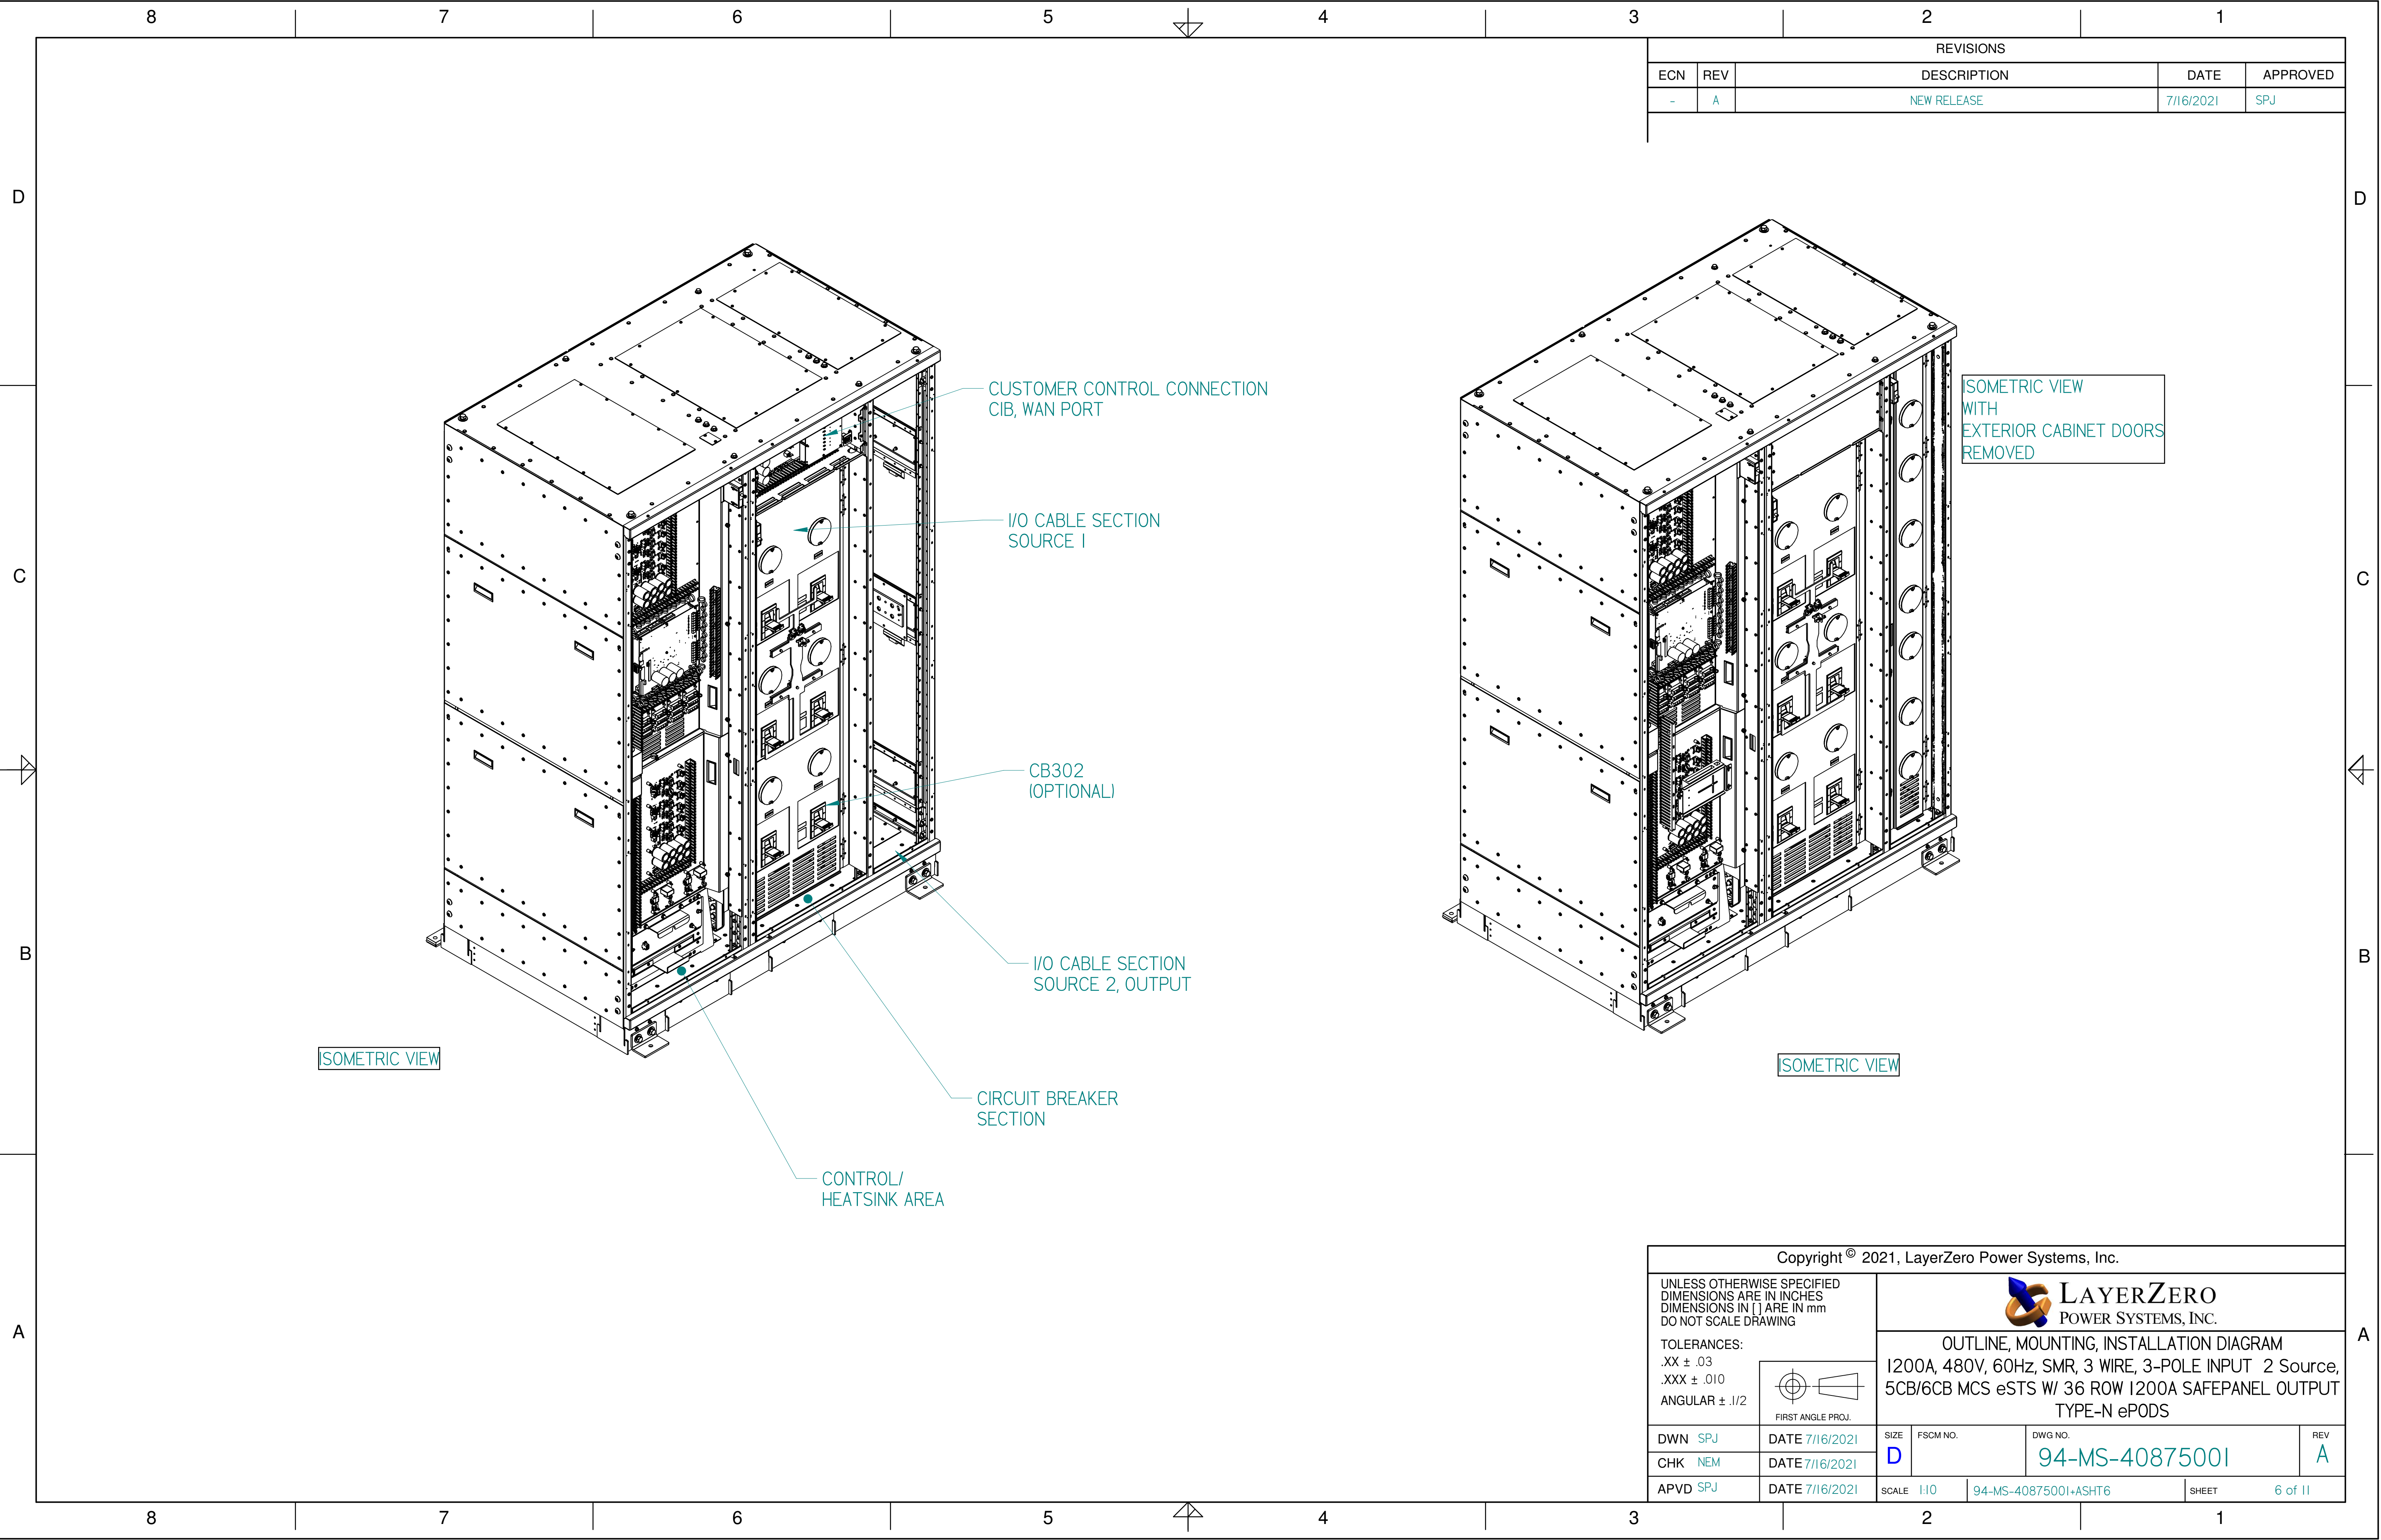 8 7 6 5 4 3 2 1
REVISIONS
ECN REV DESCRIPTION DATE APPROVED
- A NEW RELEASE 7/16/2021 SPJ
D D
CUSTOMER CONTROL CONNECTION
CIB, WAN PORT
ISOMETRIC VIEW
WITH
EXTERIOR CABINET DOORS
REMOVED
I/O CABLE SECTION
SOURCE 1
C C
CB302
(OPTIONAL)
B B
I/O CABLE SECTION
SOURCE 2, OUTPUT
ISOMETRIC VIEW
ISOMETRIC VIEW
CIRCUIT BREAKER
SECTION
CONTROL/
HEATSINK AREA
A A
Copyright © 2021, LayerZero Power Systems, Inc.
UNLESS OTHERWISE SPECIFIED
DIMENSIONS ARE IN INCHES
DIMENSIONS IN [ ] ARE IN mm
DO NOT SCALE DRAWING
TOLERANCES:
.XX ± .03
.XXX ± .010
ANGULAR ± .1/2
FIRST ANGLE PROJ.
LAYERZERO
POWER SYSTEMS, INC.
OUTLINE, MOUNTING, INSTALLATION DIAGRAM
1200A, 480V, 60Hz, SMR, 3 WIRE, 3-POLE INPUT 2 Source,
5CB/6CB MCS eSTS W/ 36 ROW 1200A SAFEPANEL OUTPUT
TYPE-N ePODS
DWN SPJ DATE 7/16/2021
CHK NEM DATE 7/16/2021
APVD SPJ DATE 7/16/2021
SIZE FSCM NO. DWG NO. REV
D 94-MS-40875001 A
SCALE 1:10 94-MS-40875001+ASHT6 SHEET 6 of 11
8 7 6 5 4 3 2 1